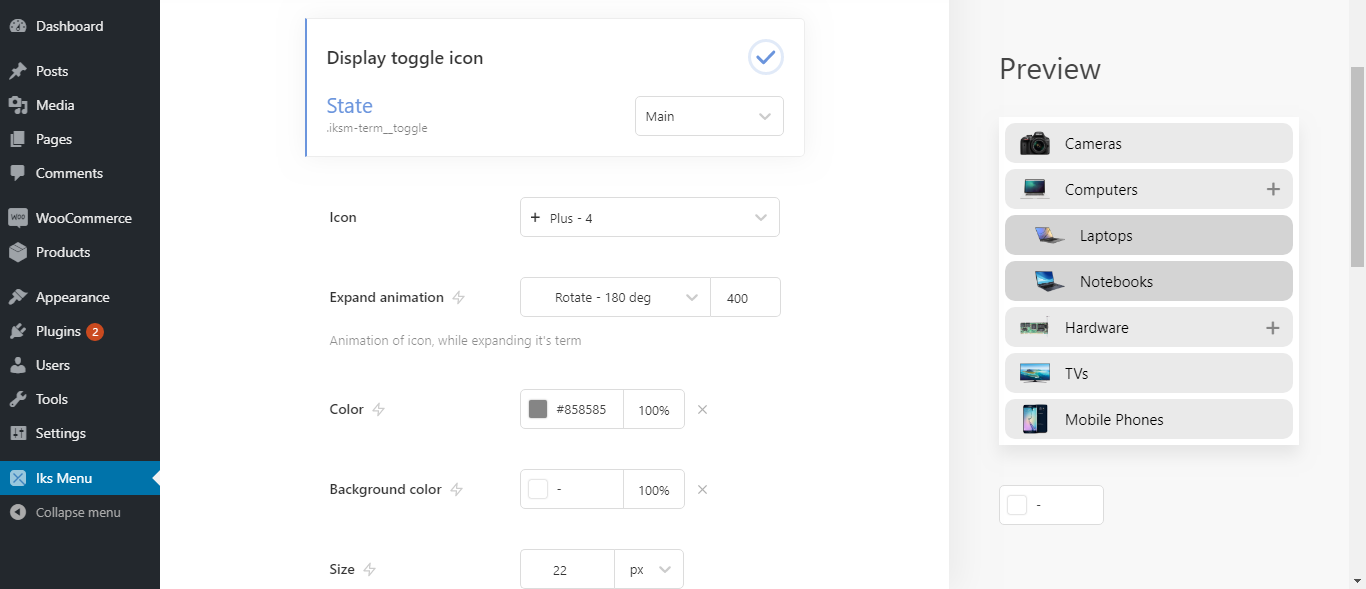 Dashboard
Posts
Media
Pages
Comments
WOO WooCommerce
Products
Appearance
Plugins 2
Users
Tools
Settings
Iks Menu
Collapse menu
Display toggle icon
State
.iksm-term__toggle
Main
Icon
+ Plus - 4
Expand animation
Rotate - 180 deg
400
Animation of icon, while expanding it's term
Color
#858585
100%
Background color
-
100%
Size
22
px
Preview
Cameras
Computers
Laptops
Notebooks
Hardware
TVs
Mobile Phones
-